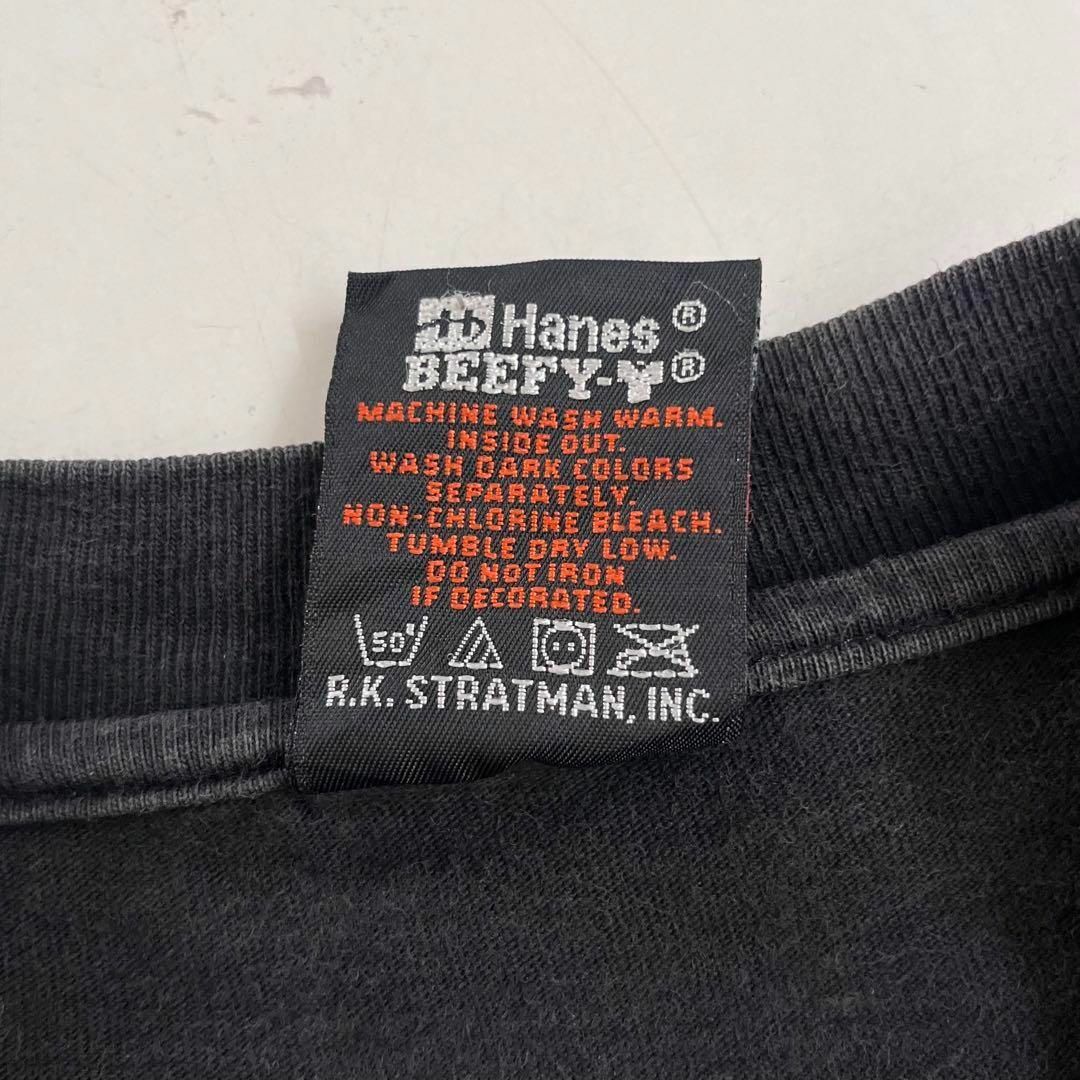 Hanes®
BEEFY-T®
MACHINE WASH WARM.
INSIDE OUT.
WASH DARK COLORS
SEPARATELY.
NON-CHLORINE BLEACH.
TUMBLE DRY LOW.
DO NOT IRON
IF DECORATED.
50
R.K. STRATMAN, INC.